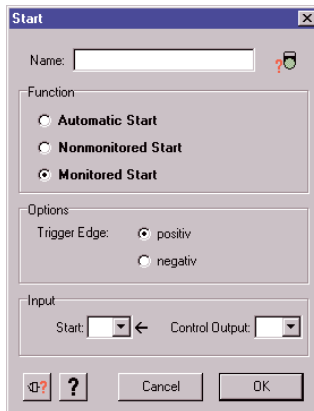 Start
Name:
Function
Automatic Start
Nonmonitored Start
Monitored Start
Options
Trigger Edge: positiv
negativ
Input
Start: Control Output:
? Cancel OK